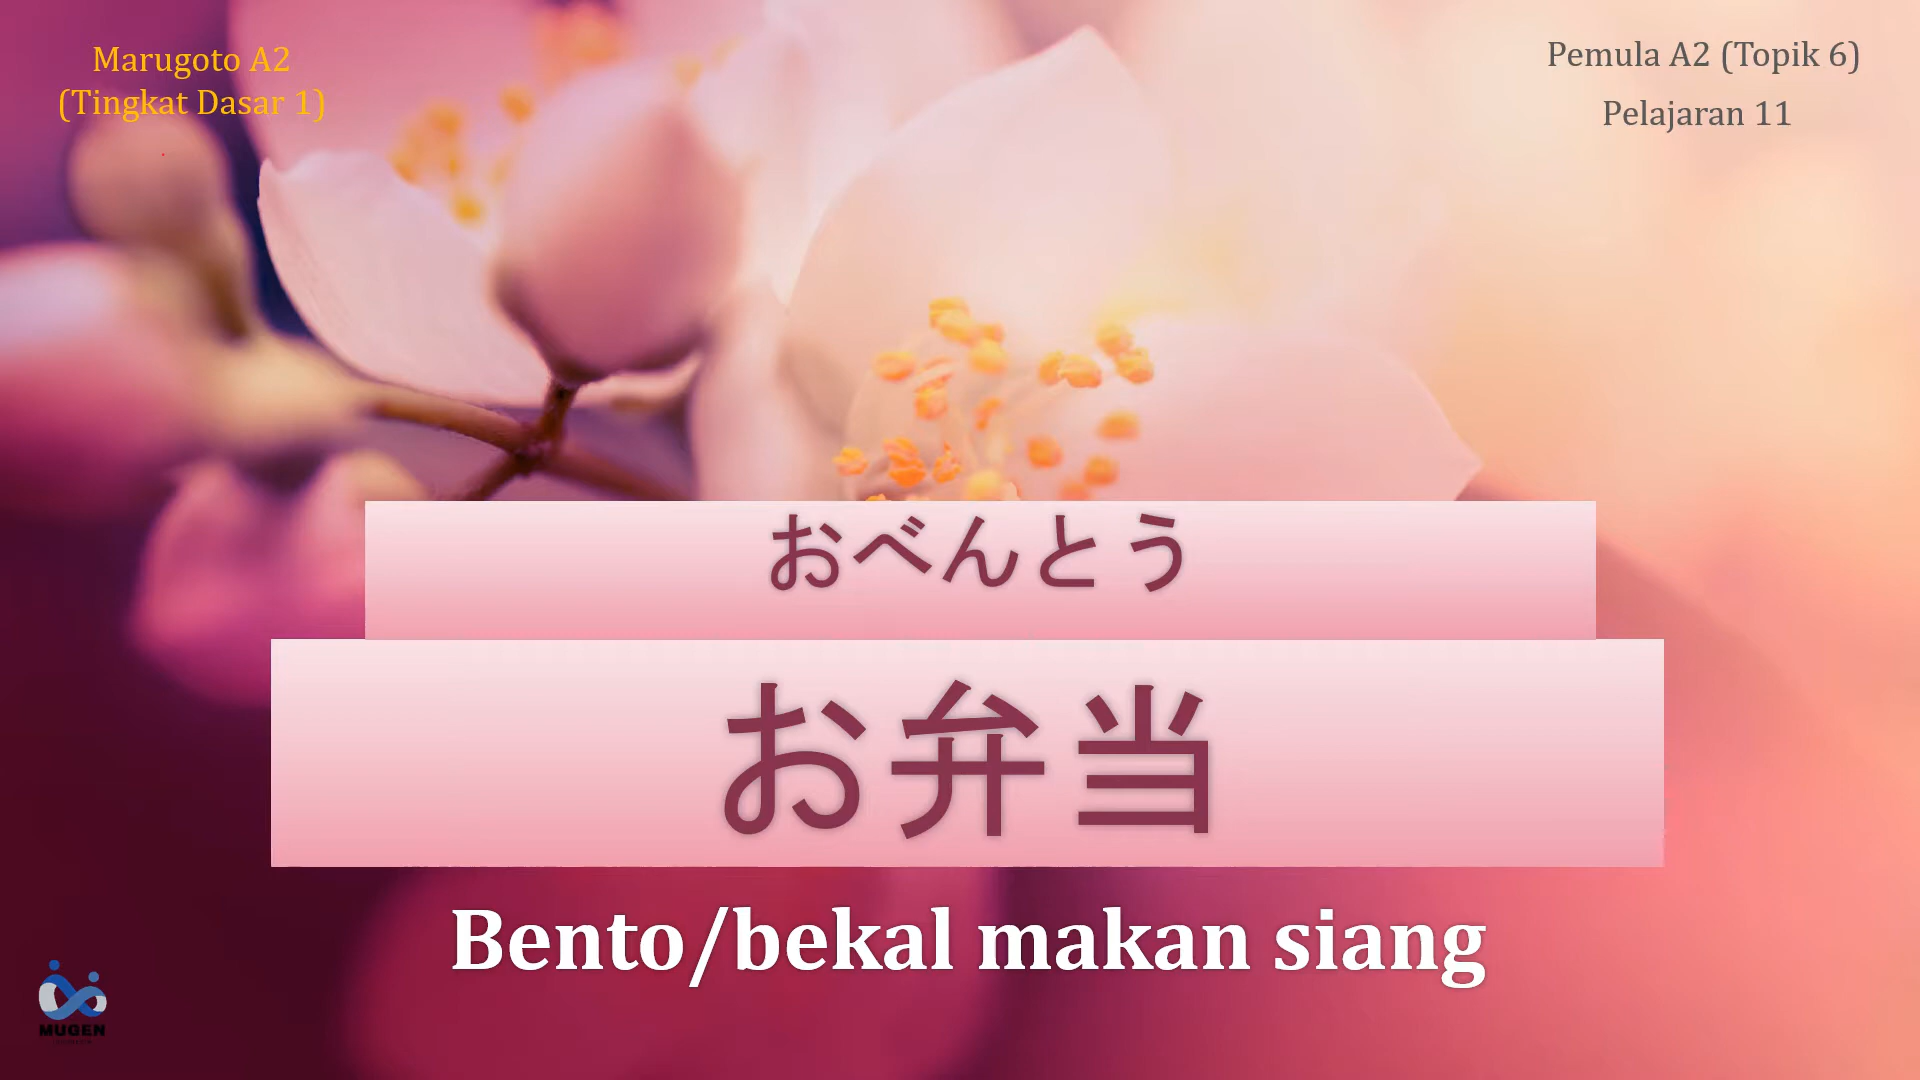 Marugoto A2
(Tingkat Dasar 1)
Pemula A2 (Topik 6)
Pelajaran 11
おべんとう
お弁当
Bento/bekal makan siang
MUGEN